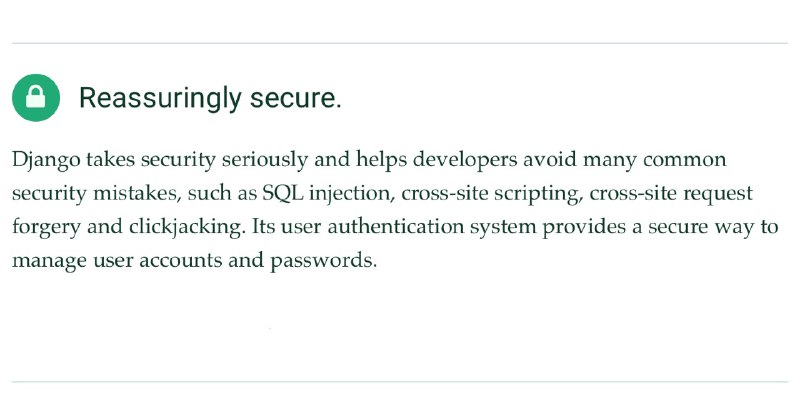 Reassuringly secure.
Django takes security seriously and helps developers avoid many common
security mistakes, such as SQL injection, cross-site scripting, cross-site request
forgery and clickjacking. Its user authentication system provides a secure way to
manage user accounts and passwords.